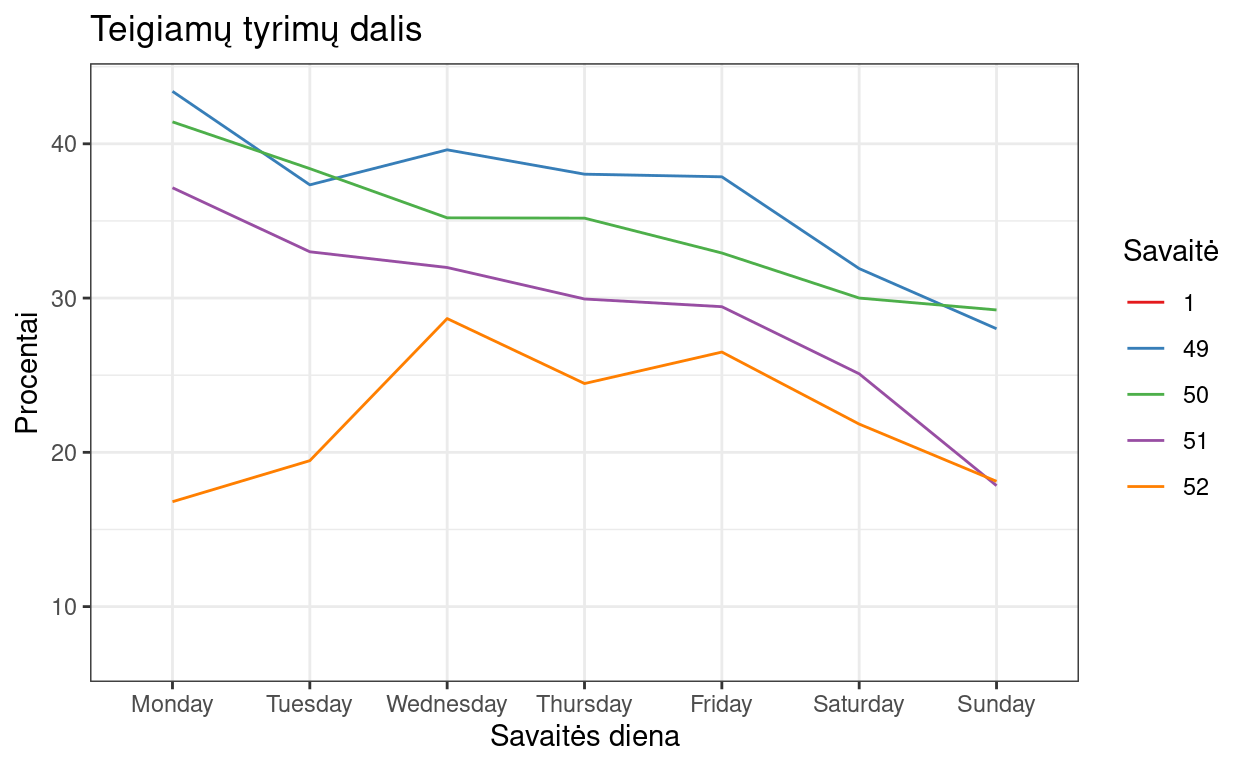 Teigiamų tyrimų dalis
Procentai
40
30
20
10
Monday Tuesday Wednesday Thursday Friday Saturday Sunday
Savaitės diena
Savaitė
1
49
50
51
52